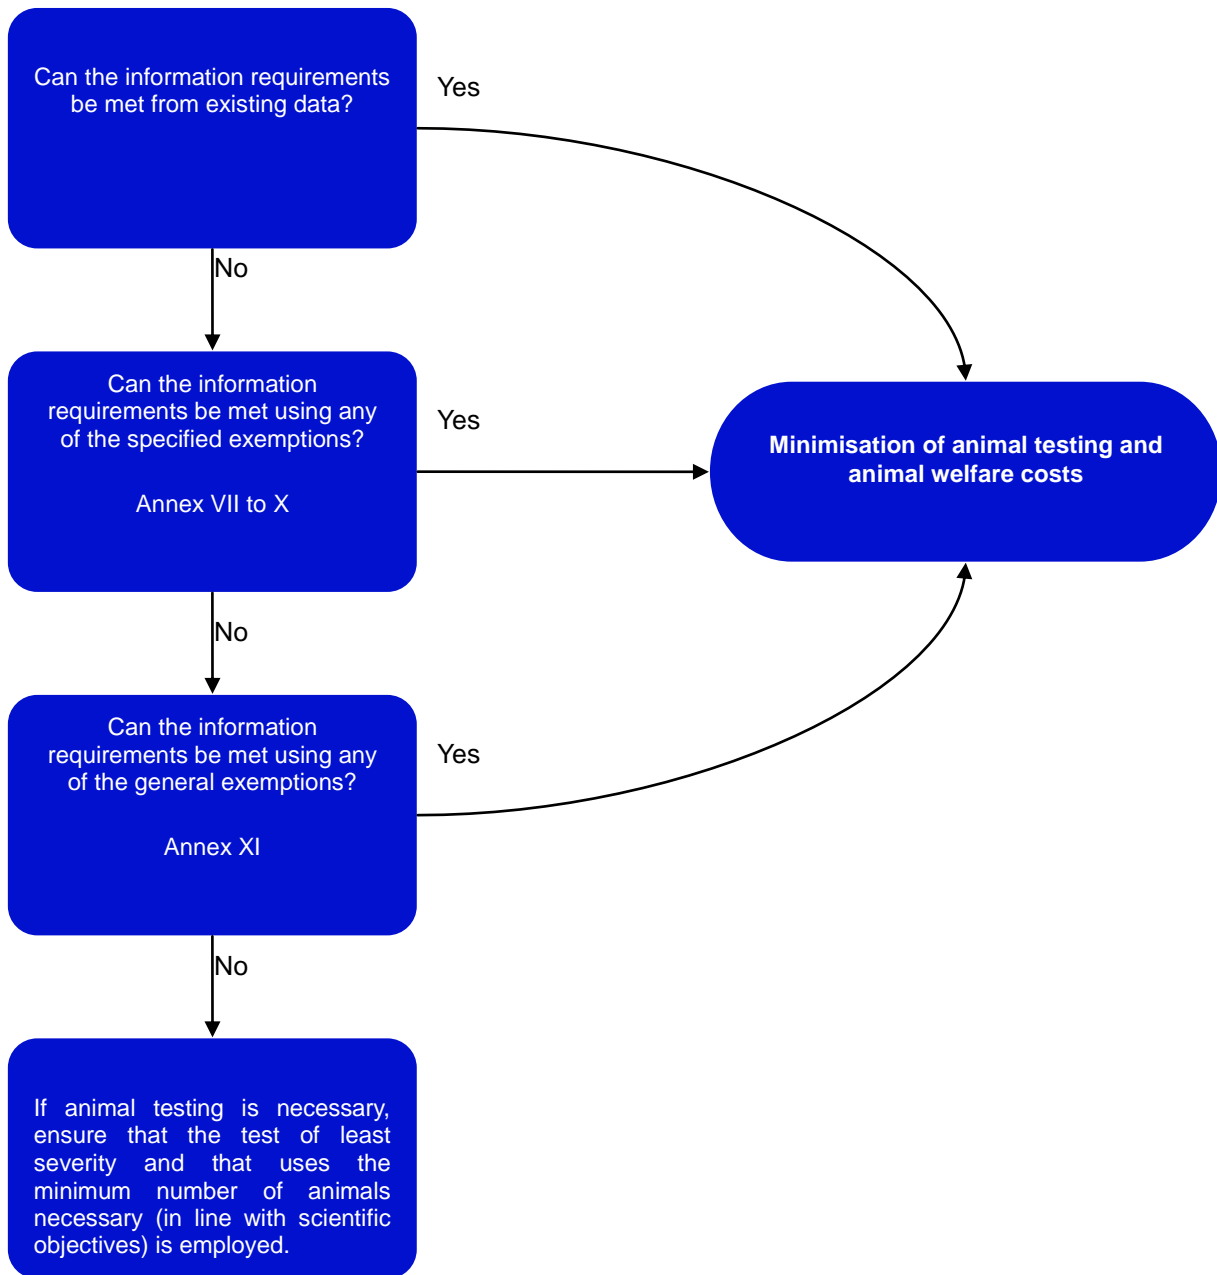 Can the information requirements
be met from existing data?
Yes
No
Can the information
requirements be met using any
of the specified exemptions?
Annex VII to X
Yes
Minimisation of animal testing and
animal welfare costs
No
Can the information
requirements be met using any
of the general exemptions?
Annex XI
Yes
No
If animal testing is necessary,
ensure that the test of least
severity and that uses the
minimum number of animals
necessary (in line with scientific
objectives) is employed.